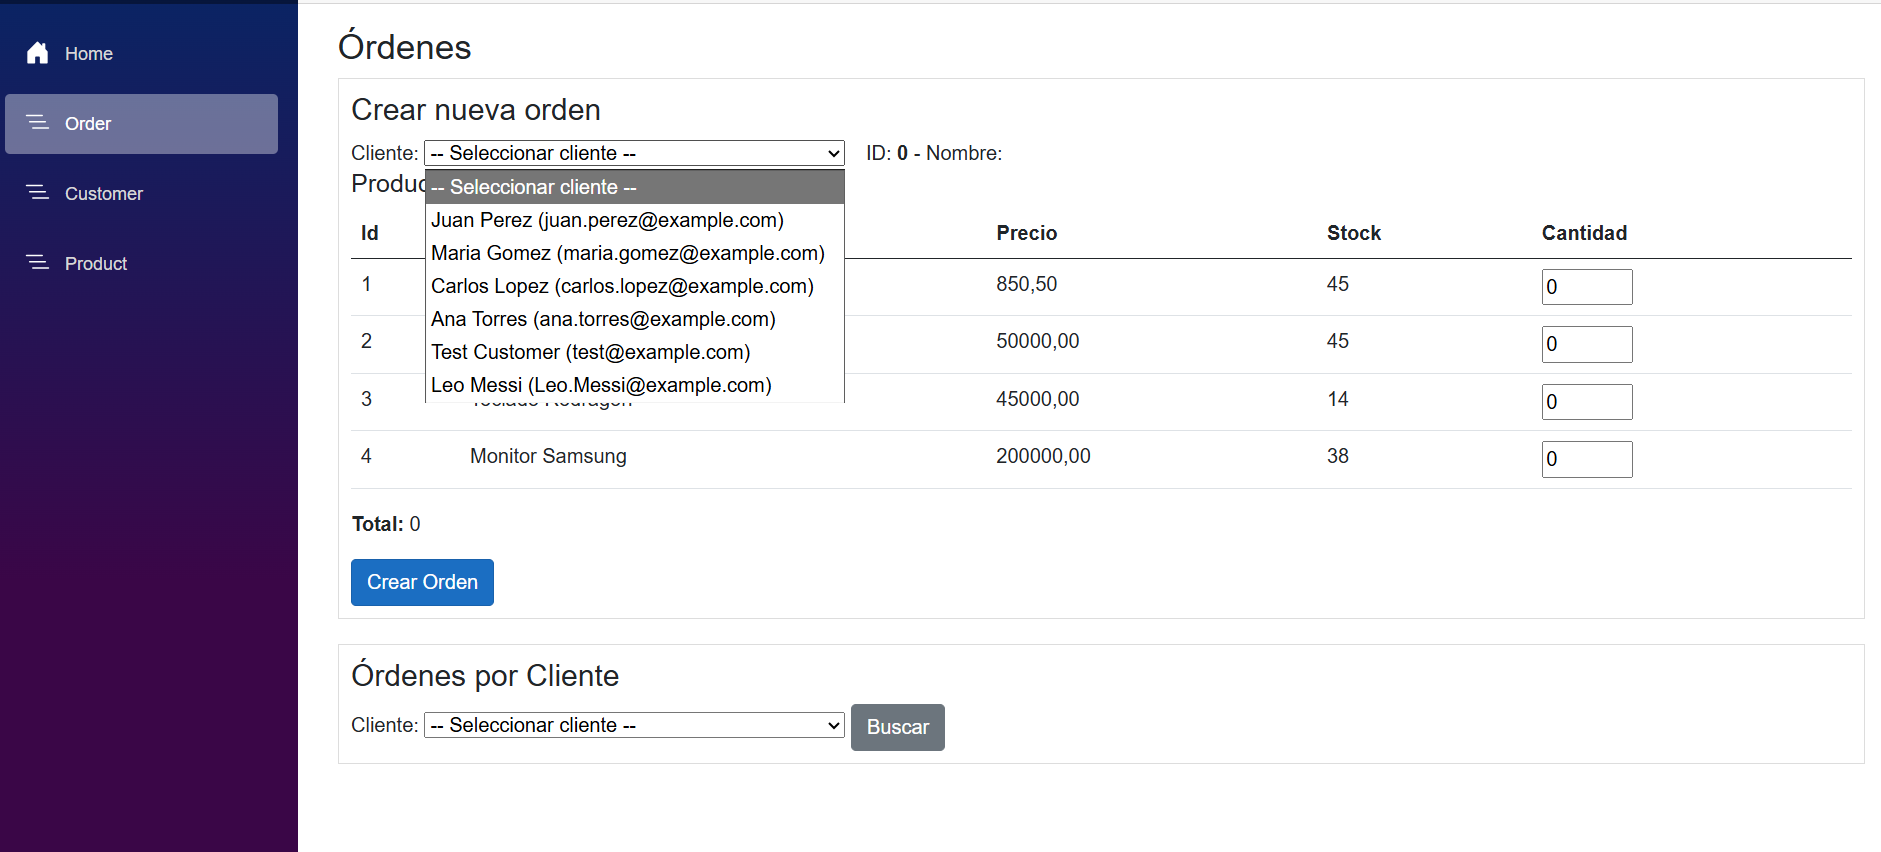 Home
Order
Customer
Product
Órdenes
Crear nueva orden
Cliente: -- Seleccionar cliente -- ID: 0 - Nombre:
-- Seleccionar cliente --
Juan Perez (juan.perez@example.com)
Maria Gomez (maria.gomez@example.com)
Carlos Lopez (carlos.lopez@example.com)
Ana Torres (ana.torres@example.com)
Test Customer (test@example.com)
Leo Messi (Leo.Messi@example.com)
Id Precio Stock Cantidad
1 850,50 45 0
2 50000,00 45 0
3 45000,00 14 0
4 Monitor Samsung 200000,00 38 0
Total: 0
Crear Orden
Órdenes por Cliente
Cliente: -- Seleccionar cliente -- Buscar